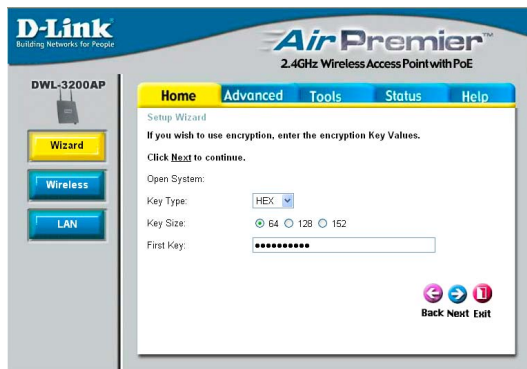 D-Link
Building Networks for People
Air Premier™
2.4GHz Wireless Access Point with PoE
DWL-3200AP
Wizard
Wireless
LAN
Home Advanced Tools Status Help
Setup Wizard
If you wish to use encryption, enter the encryption Key Values.
Click Next to continue.
Open System:
Key Type: HEX
Key Size: 64 128 152
First Key: ••••••••••
Back Next Exit